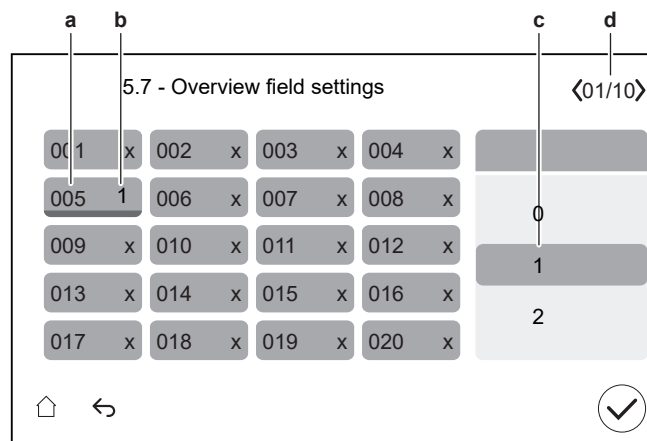 a b c d
5.7 - Overview field settings 01/10
001 x 002 x 003 x 004 x
005 1 006 x 007 x 008 x
0
009 x 010 x 011 x 012 x
1
013 x 014 x 015 x 016 x
2
017 x 018 x 019 x 020 x